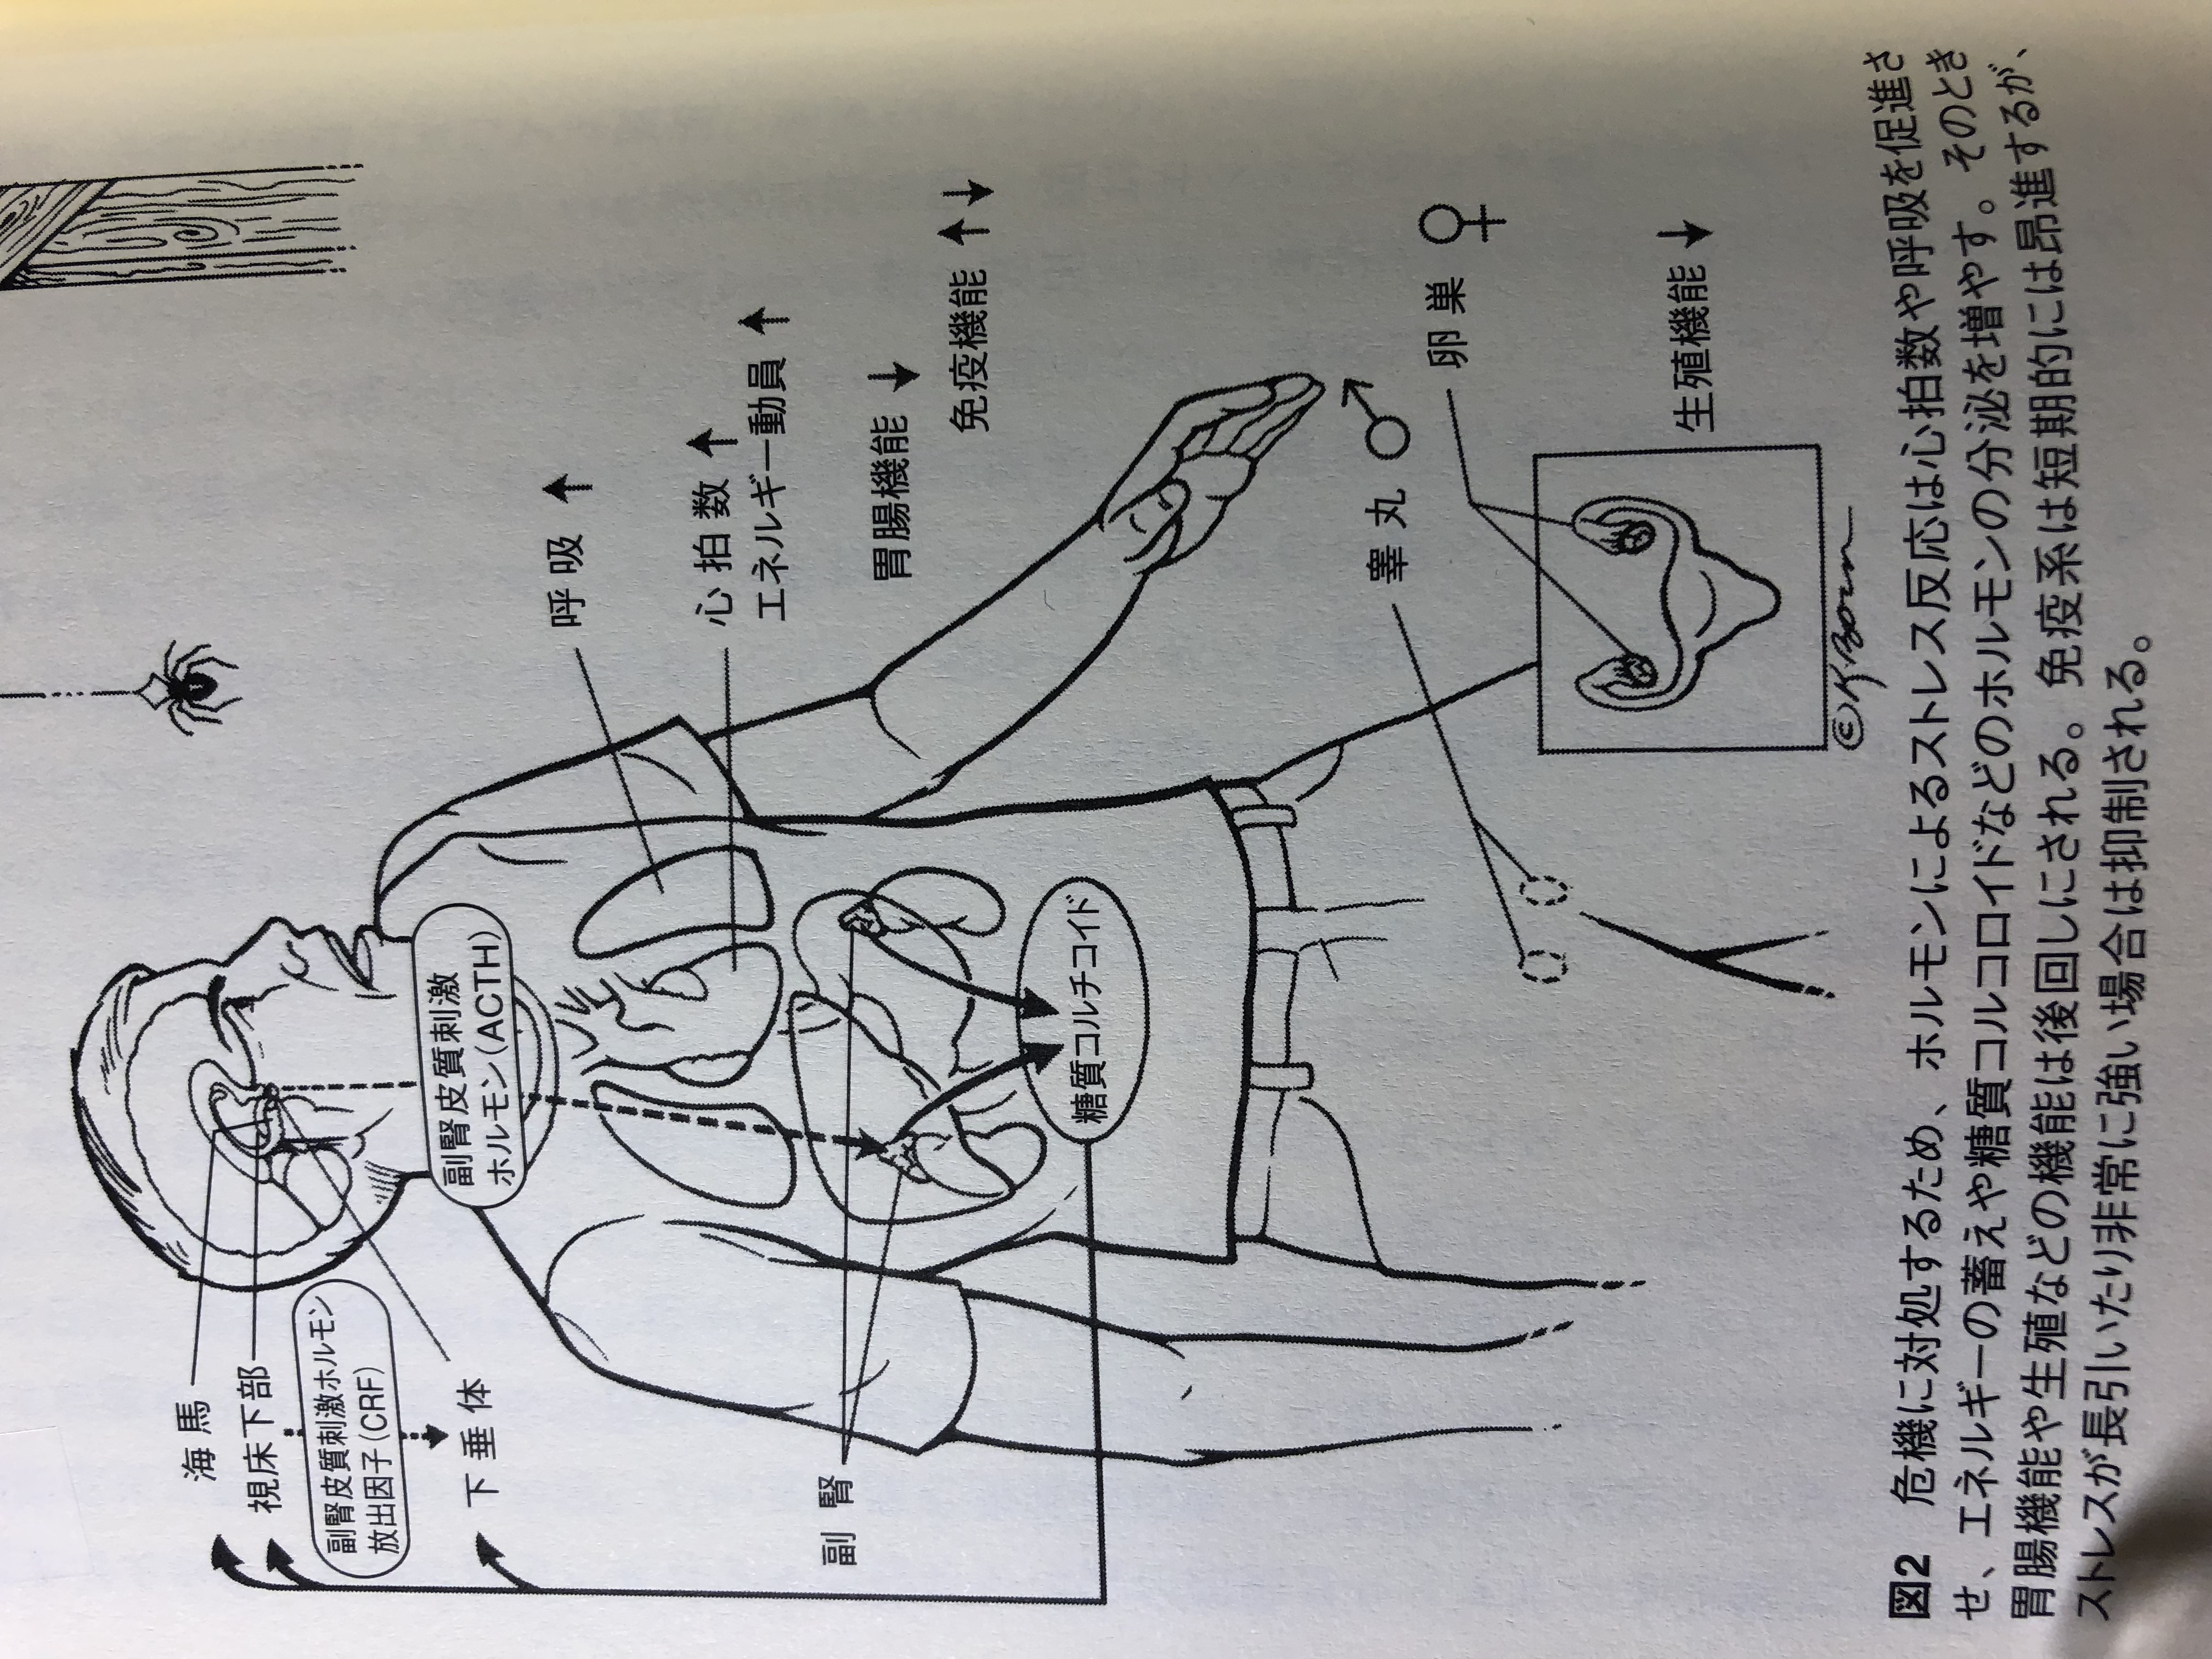 海馬
視床下部
副腎皮質刺激ホルモン
放出因子(CRF)
下垂体
副腎皮質刺激
ホルモン(ACTH)
呼吸 ↑
心拍数 ↑
エネルギー動員 ↑
副腎
胃腸機能 ↓
免疫機能 ↑↓
糖質コルチコイド
睾丸 ♂
卵巣 ♀
生殖機能 ↓
©K Born
図2 危機に対処するため、ホルモンによるストレス反応は心拍数や呼吸を促進さ
せ、エネルギーの蓄えや糖質コルコロイドなどのホルモンの分泌を増やす。そのとき
胃腸機能や生殖などの機能は後回しにされる。免疫系は短期的には昂進するが、
ストレスが長引いたり非常に強い場合は抑制される。